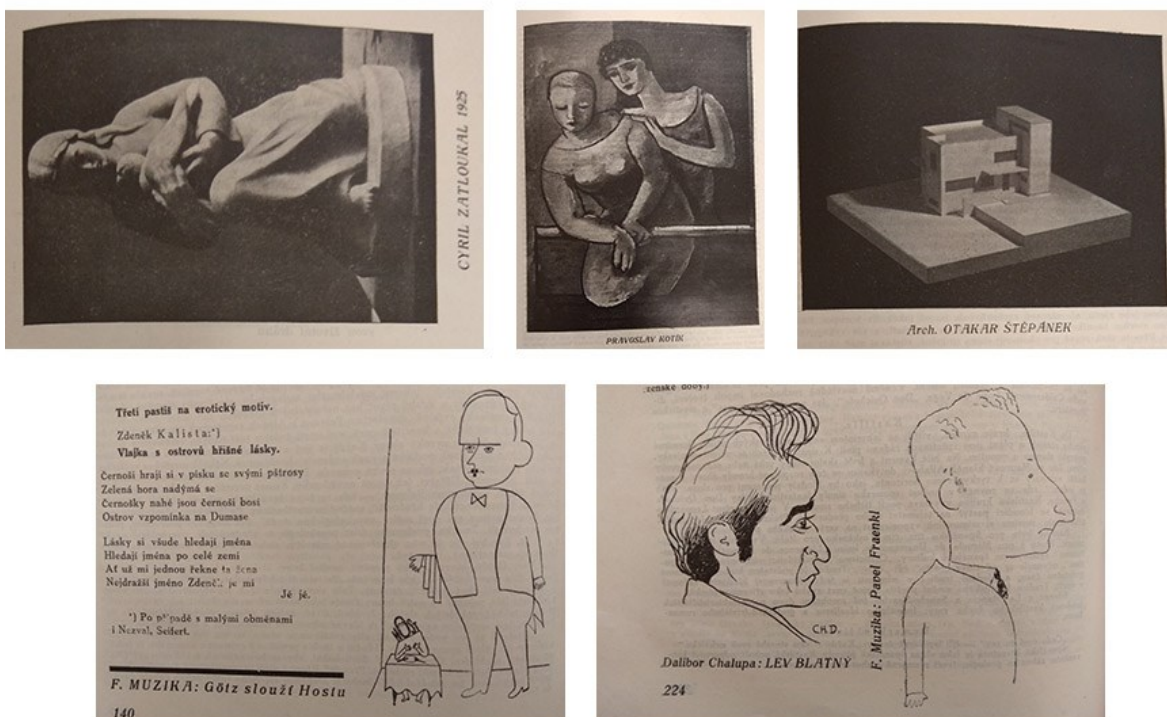 CYRIL ZATLOUKAL 1925
PRAVOSLAV KOTÍK
Arch. OTAKAR ŠTĚPÁNEK
Třetí pastiš na erotický motiv.
Zdeněk Kalista:*)
Vlajka s ostrovů hříšné lásky.
Černoši hrají si v písku se svými pštrosy
Zelená hora nadýmá se
Černošky nahé jsou černoši bosí
Ostrov vzpomínka na Dumase
Lásky si všude hledají jména
Hledají jména po celé zemi
Ať už mi jednou řekne ta žena
Nejdražší jméno je mi
Jé jé.
*) Po případě s malými obměnami
i Nezval, Seifert.
F. MUZIKA: Götz slouží Hostu
140
ženské doby.)
CH.D.
Dalibor Chalupa: LEV BLATNÝ
224
F. Muzika: Pavel Fraenkl